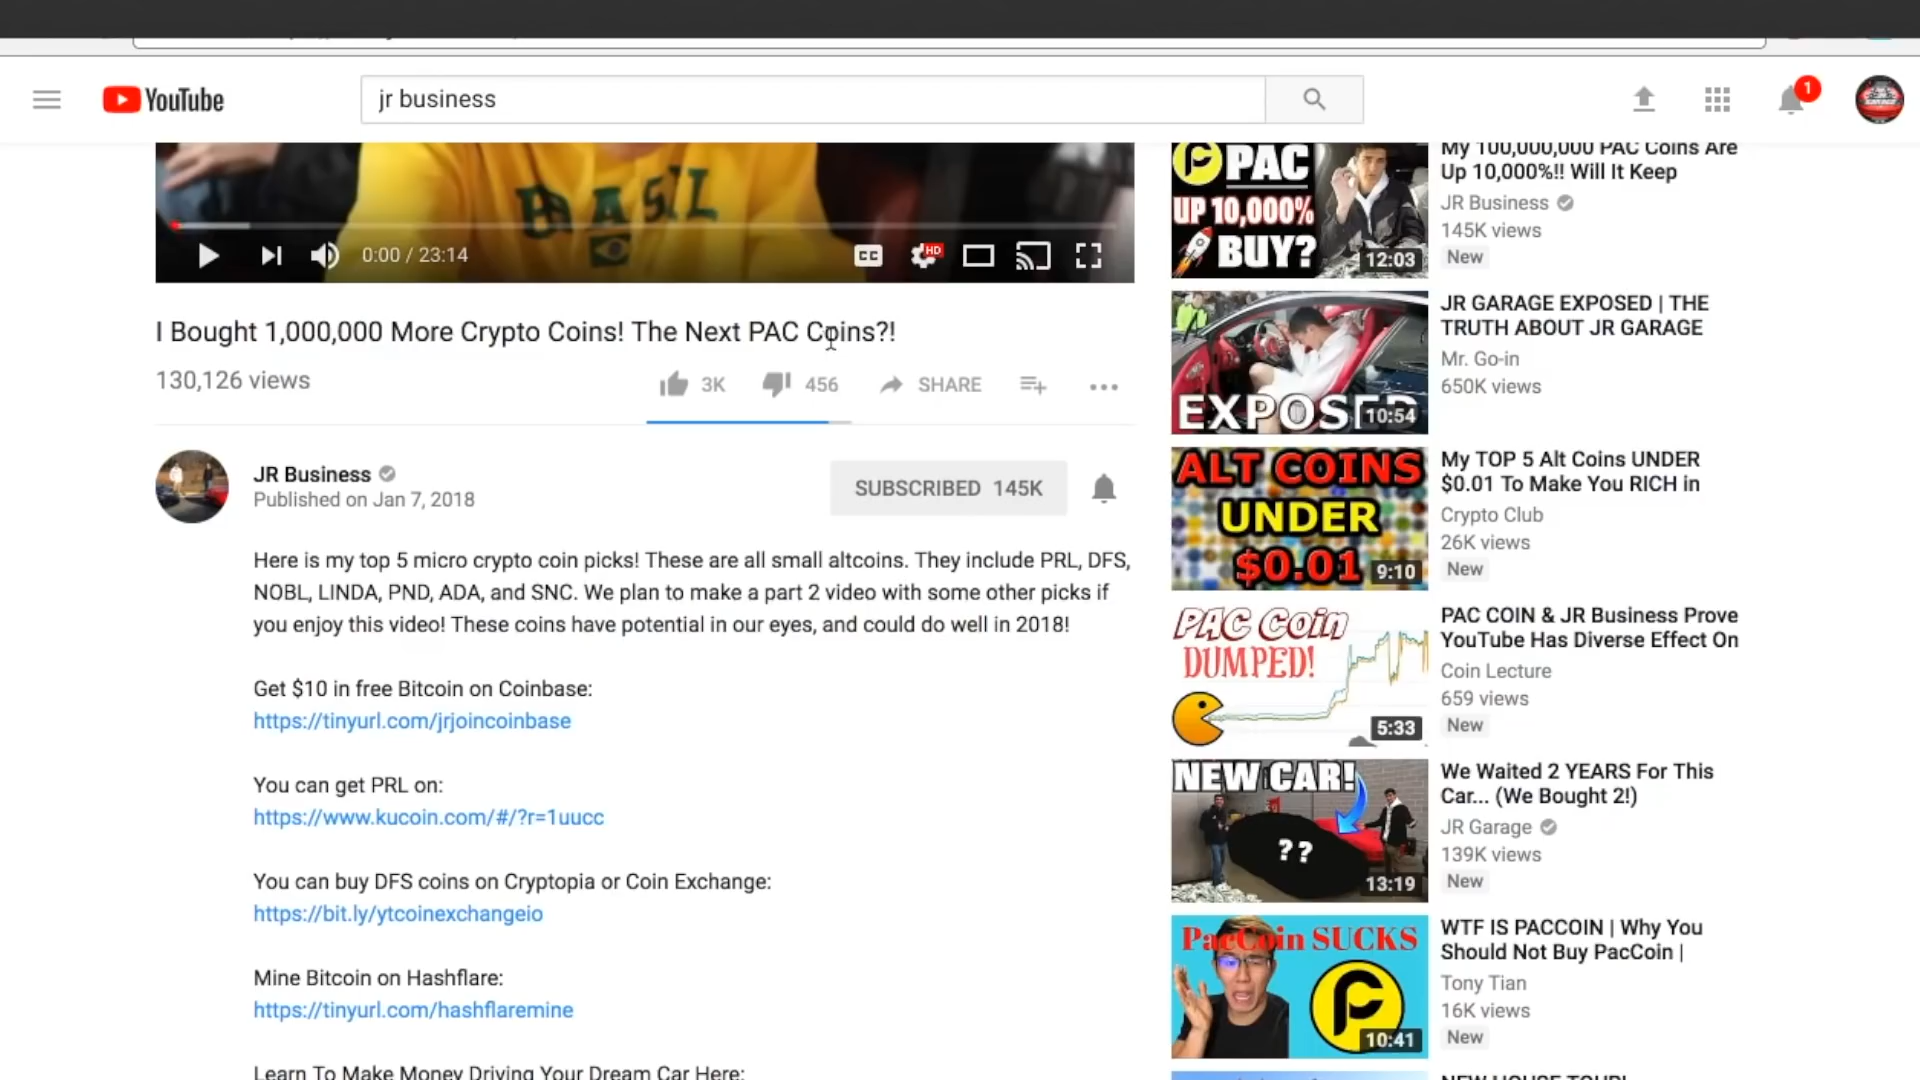 YouTube
jr business
1
BRASIL
0:00 / 23:14
CC
HD
I Bought 1,000,000 More Crypto Coins! The Next PAC Coins?!
130,126 views
3K
456
SHARE
JR Business
Published on Jan 7, 2018
SUBSCRIBED 145K
Here is my top 5 micro crypto coin picks! These are all small altcoins. They include PRL, DFS,
NOBL, LINDA, PND, ADA, and SNC. We plan to make a part 2 video with some other picks if
you enjoy this video! These coins have potential in our eyes, and could do well in 2018!
Get $10 in free Bitcoin on Coinbase:
https://tinyurl.com/jrjoincoinbase
You can get PRL on:
https://www.kucoin.com/#/?r=1uucc
You can buy DFS coins on Cryptopia or Coin Exchange:
https://bit.ly/ytcoinexchangeio
Mine Bitcoin on Hashflare:
https://tinyurl.com/hashflaremine
Learn To Make Money Driving Your Dream Car Here:
PAC
UP 10,000%
BUY?
12:03
My 100,000,000 PAC Coins Are
Up 10,000%!! Will It Keep
JR Business
145K views
New
EXPOSED
10:54
JR GARAGE EXPOSED | THE
TRUTH ABOUT JR GARAGE
Mr. Go-in
650K views
ALT COINS
UNDER
$0.01
9:10
My TOP 5 Alt Coins UNDER
$0.01 To Make You RICH in
Crypto Club
26K views
New
PAC Coin
DUMPED!
5:33
PAC COIN & JR Business Prove
YouTube Has Diverse Effect On
Coin Lecture
659 views
New
NEW CAR!
??
13:19
We Waited 2 YEARS For This
Car... (We Bought 2!)
JR Garage
139K views
New
PacCoin SUCKS
10:41
WTF IS PACCOIN | Why You
Should Not Buy PacCoin |
Tony Tian
16K views
New
NEW HOUSE TOUR!